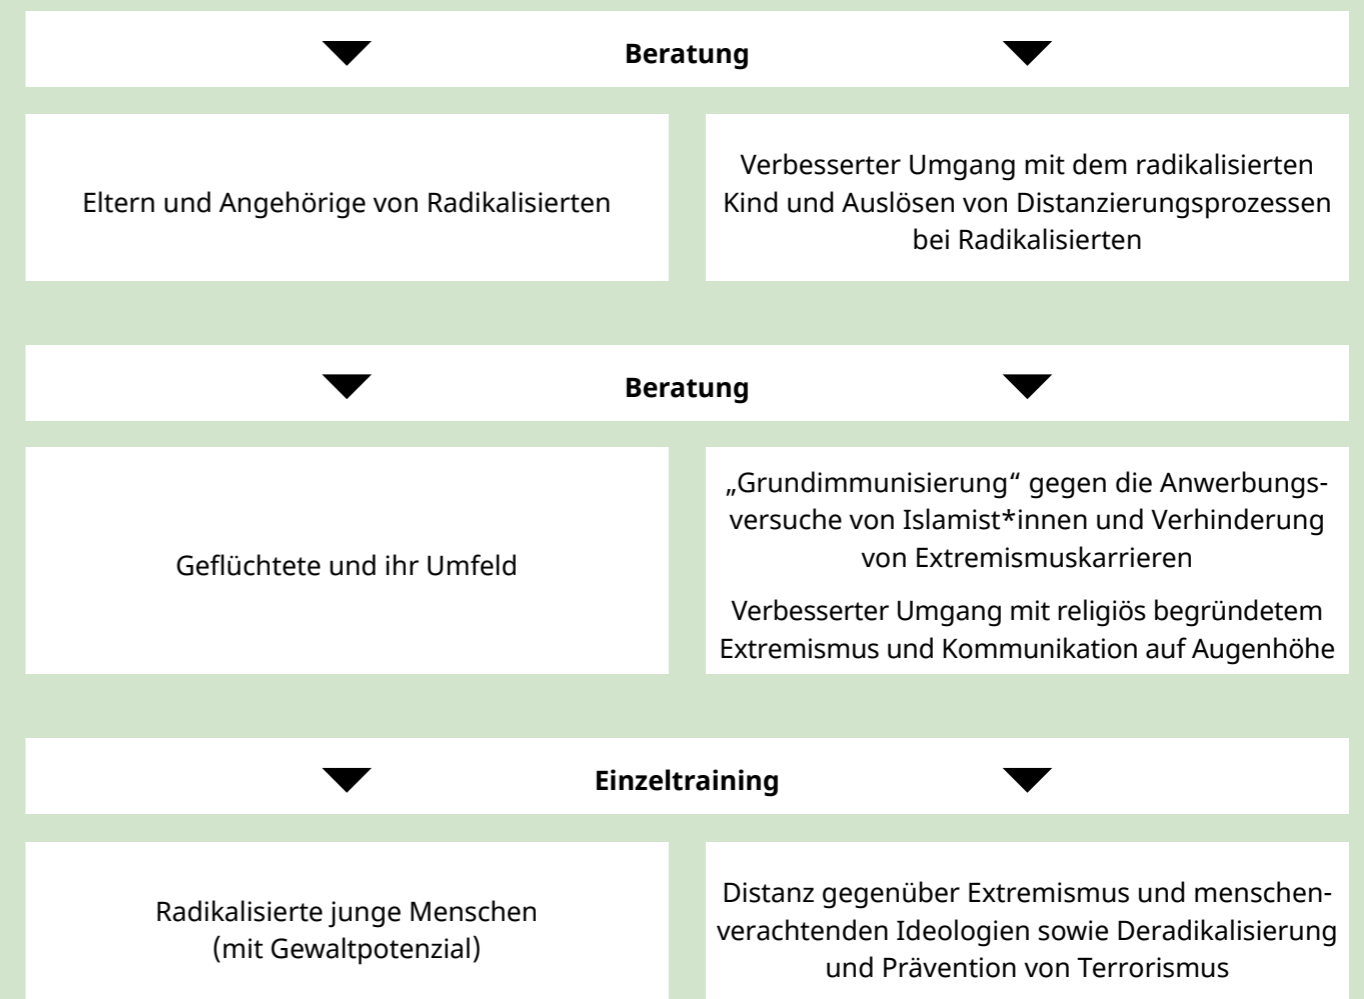 Beratung
Eltern und Angehörige von Radikalisierten
Verbesserter Umgang mit dem radikalisierten
Kind und Auslösen von Distanzierungsprozessen
bei Radikalisierten
Beratung
Geflüchtete und ihr Umfeld
„Grundimmunisierung“ gegen die Anwerbungs-
versuche von Islamist*innen und Verhinderung
von Extremismuskarrieren
Verbesserter Umgang mit religiös begründetem
Extremismus und Kommunikation auf Augenhöhe
Einzeltraining
Radikalisierte junge Menschen
(mit Gewaltpotenzial)
Distanz gegenüber Extremismus und menschen-
verachtenden Ideologien sowie Deradikalisierung
und Prävention von Terrorismus